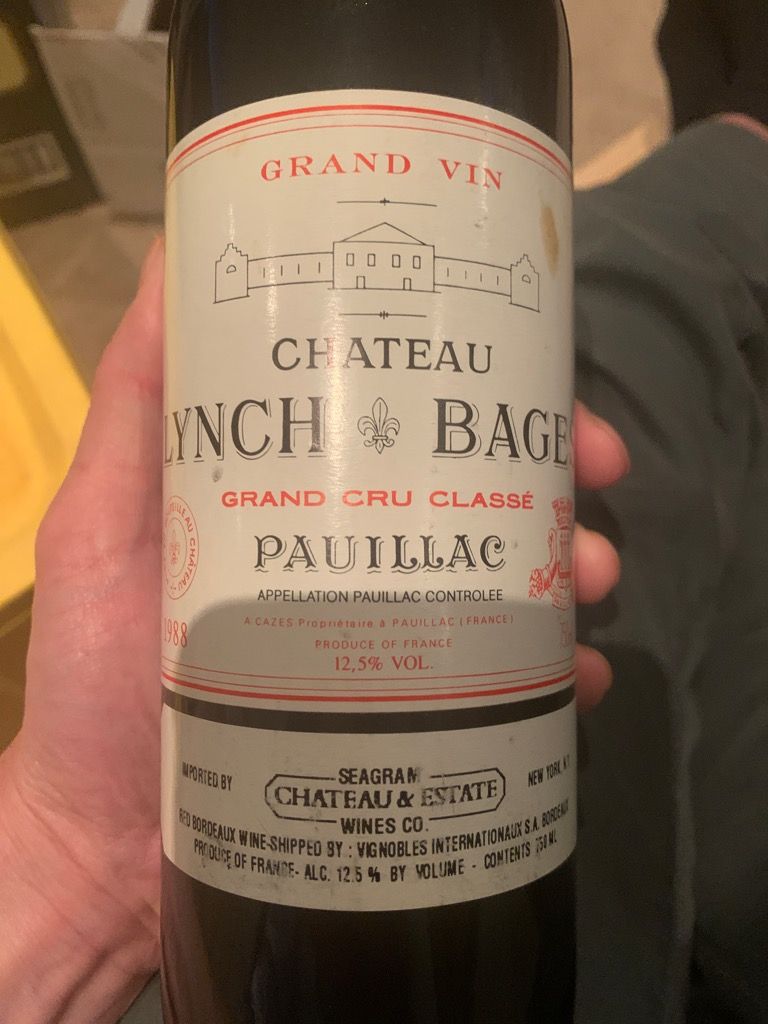 GRAND VIN
CHATEAU
LYNCH BAGES
GRAND CRU CLASSÉ
PAUILLAC
APPELLATION PAUILLAC CONTROLEE
A CAZES Propriétaire à PAUILLAC (FRANCE)
1988
PRODUCE OF FRANCE
12,5% VOL.
IMPORTED BY
SEAGRAM
CHATEAU & ESTATE
WINES CO.
NEW YORK, N.Y.
RED BORDEAUX WINE-SHIPPED BY : VIGNOBLES INTERNATIONAUX S.A. BORDEAUX
PRODUCE OF FRANCE- ALC. 12.5 % BY VOLUME - CONTENTS 750 ML